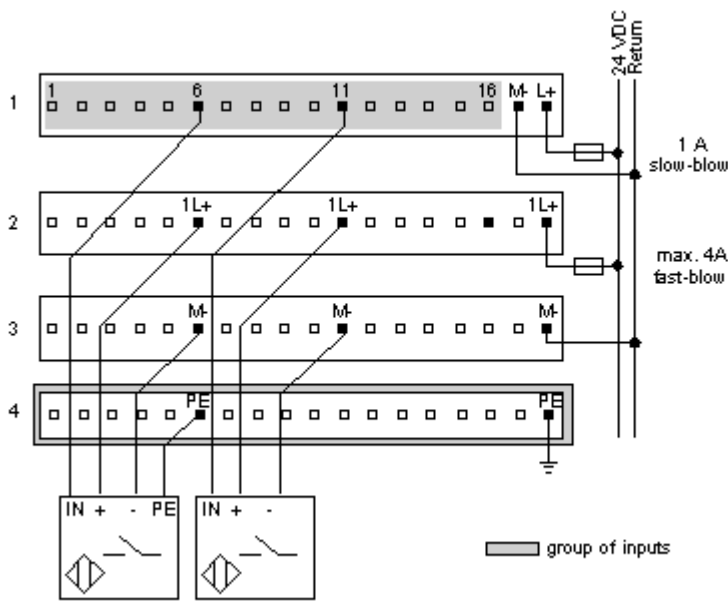 24 VDC
Return
1
1 6 11 16 M- L+
1 A
slow-blow
2
1L+ 1L+ 1L+
max. 4A
fast-blow
3
M- M- M-
4
PE PE
IN + - PE
IN + -
group of inputs